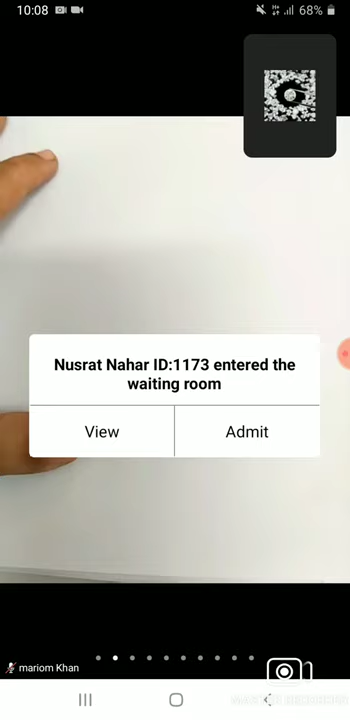 10:08
68%
Nusrat Nahar ID:1173 entered the
waiting room
View
Admit
mariom Khan